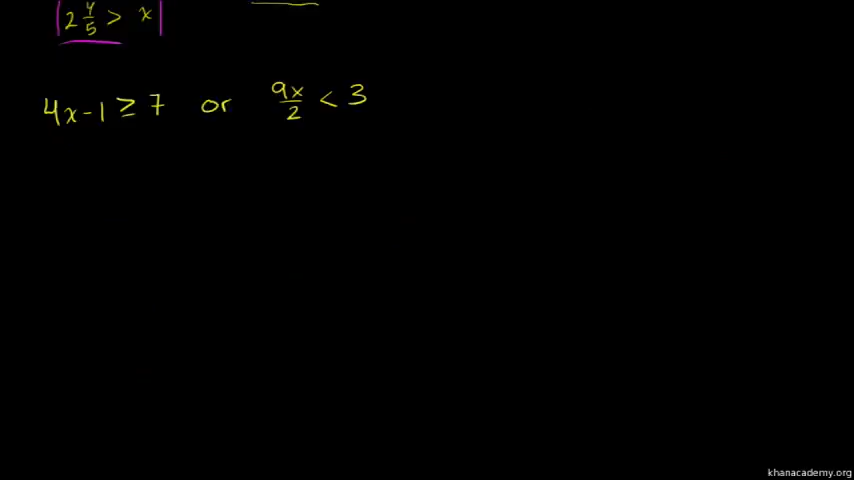 2 4/5 > x
4x-1 ≥ 7 or 9x/2 < 3
khanacademy.org